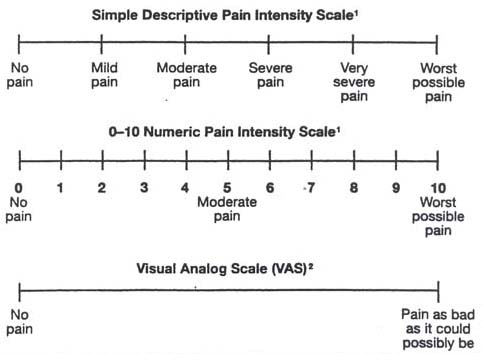 Simple Descriptive Pain Intensity Scale¹
No Mild Moderate Severe Very Worst
pain pain pain pain severe possible
pain pain
0–10 Numeric Pain Intensity Scale¹
0 1 2 3 4 5 6 7 8 9 10
No Moderate Worst
pain pain possible
pain
Visual Analog Scale (VAS)²
No Pain as bad
pain as it could
possibly be